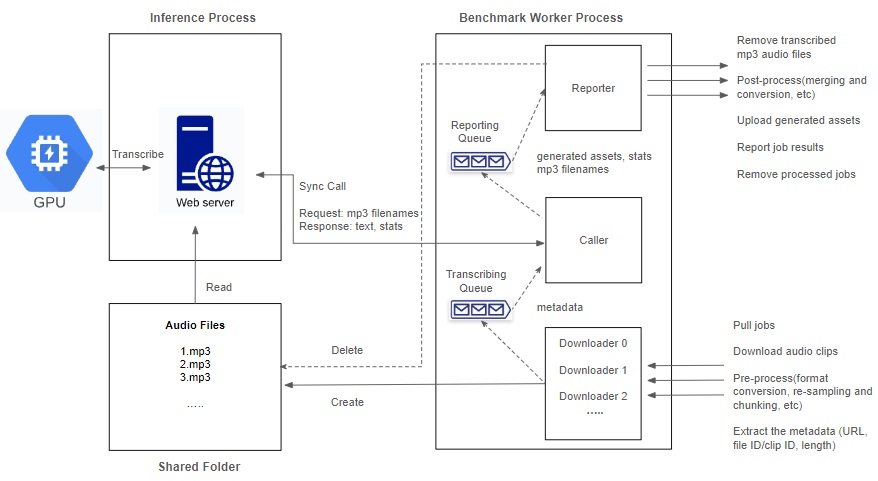 Inference Process
Benchmark Worker Process
GPU
Transcribe
Web server
Read
Audio Files
1.mp3
2.mp3
3.mp3
.....
Shared Folder
Sync Call
Request: mp3 filenames
Response: text, stats
Delete
Create
Reporter
Reporting
Queue
generated assets, stats
mp3 filenames
Caller
Transcribing
Queue
metadata
Downloader 0
Downloader 1
Downloader 2
.....
Remove transcribed
mp3 audio files
Post-process(merging and
conversion, etc)
Upload generated assets
Report job results
Remove processed jobs
Pull jobs
Download audio clips
Pre-process(format
conversion, re-sampling and
chunking, etc)
Extract the metadata (URL,
file ID/clip ID, length)